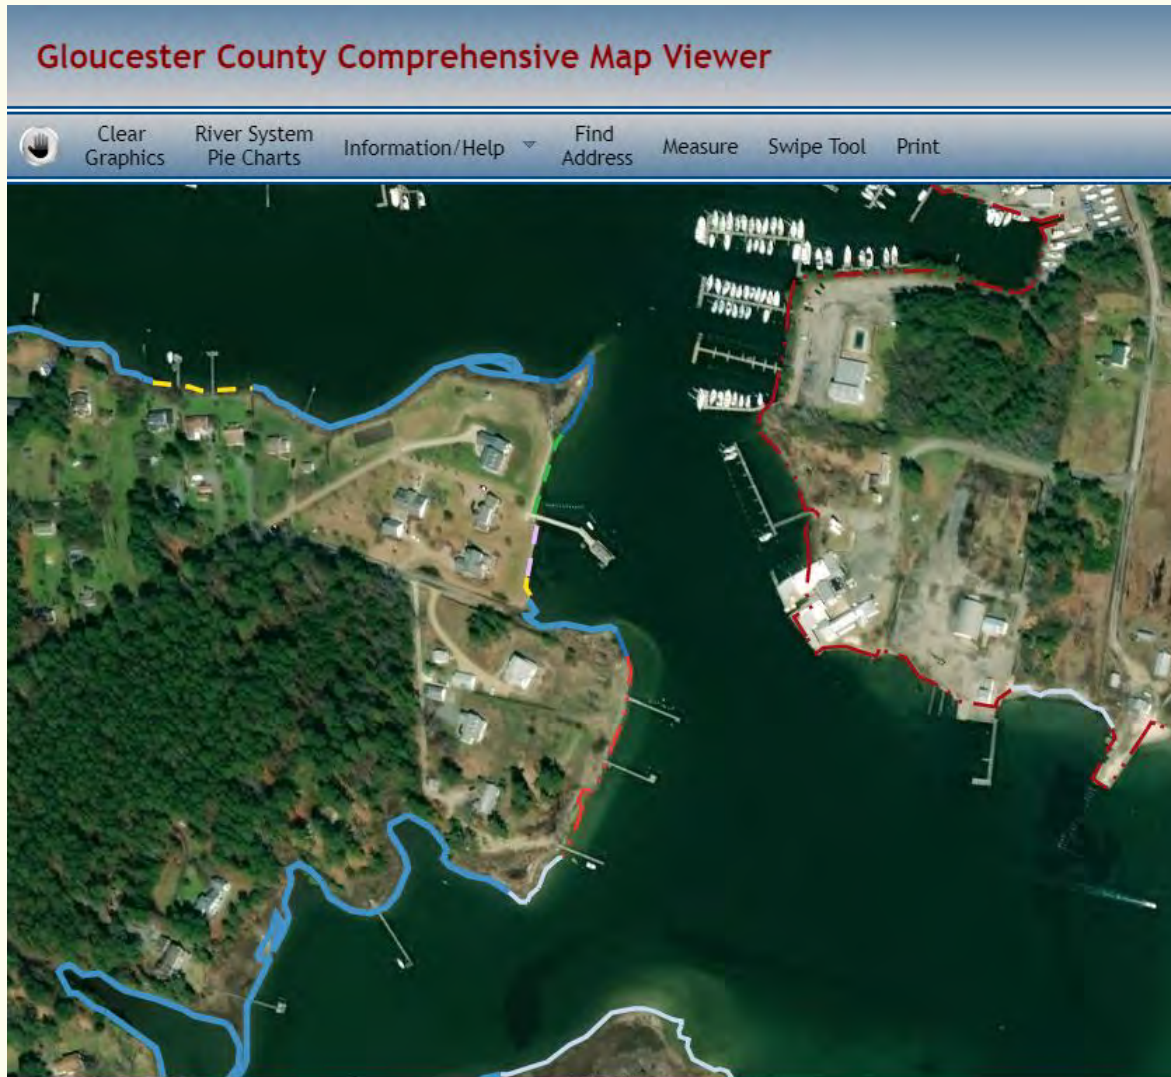 Gloucester County Comprehensive Map Viewer
Clear Graphics
River System Pie Charts
Information/Help
Find Address
Measure
Swipe Tool
Print